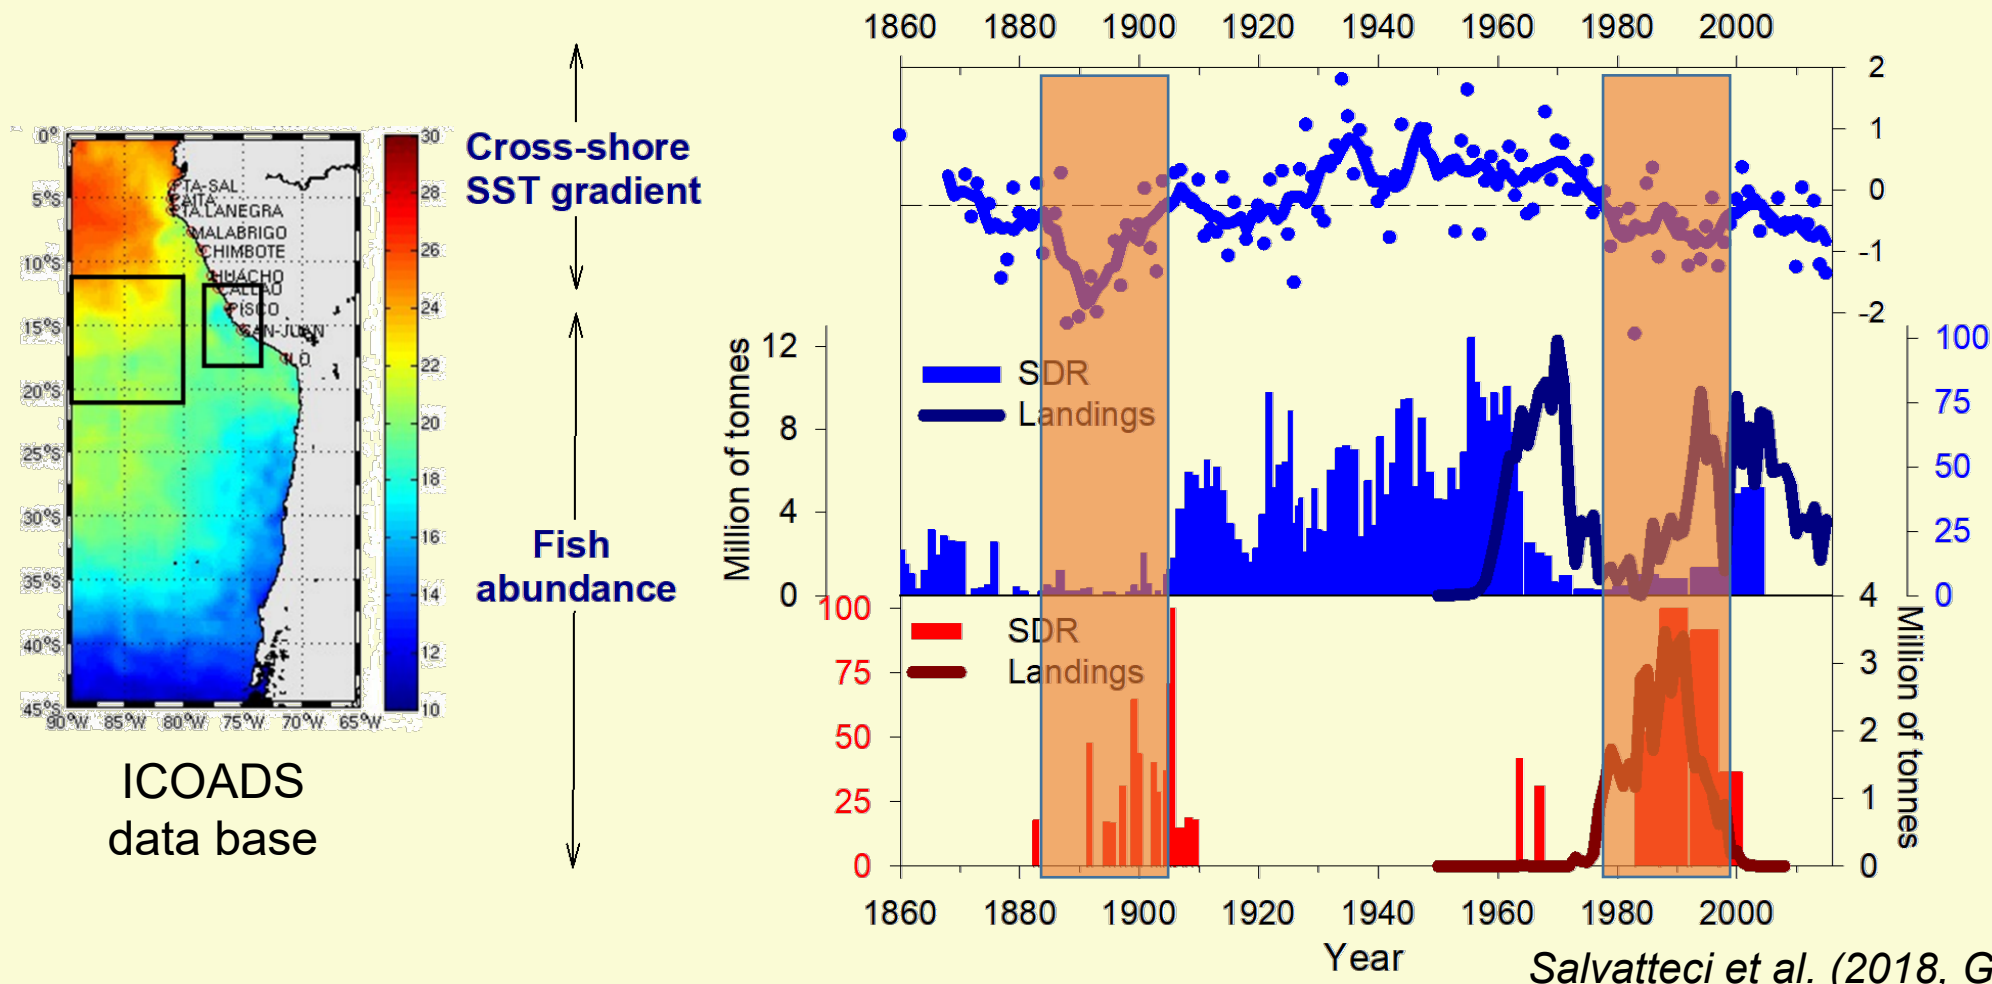 1860 1880 1900 1920 1940 1960 1980 2000
2
1
0
-1
-2
Cross-shore
SST gradient
0°
5°S
10°S
15°S
20°S
25°S
30°S
35°S
40°S
45°S
90°W 85°W 80°W 75°W 70°W 65°W
PTA-SAL
PAITA
TA.LANEGRA
MALABRIGO
CHIMBOTE
HUACHO
CALLAO
PISCO
SAN-JUAN
ILO
30
28
26
24
22
20
18
16
14
12
10
ICOADS
data base
Fish
abundance
Million of tonnes
12
8
4
0
SDR
Landings
100
75
50
25
0
100
75
50
25
0
SDR
Landings
4
3
2
1
0
Million of tonnes
1860 1880 1900 1920 1940 1960 1980 2000
Year
Salvatteci et al. (2018, G